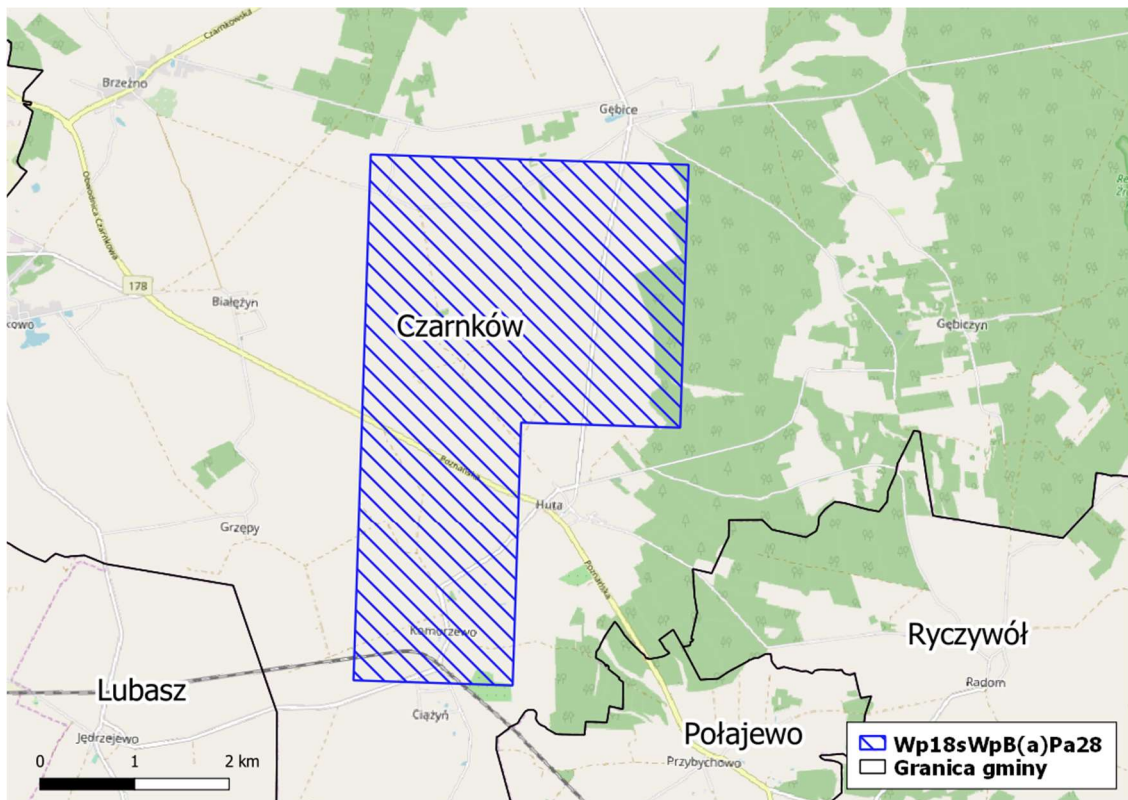 Czarnkowska
Brzeźno
Gębice
Obwodnica Czarnkowa
178
Białężyn
kowo
Czarnków
Gębiczyn
Poznańska
Huta
Grzępy
Poznańska
Komorzewo
Ryczywół
Lubasz
Radom
Ciążyń
Jędrzejewo
Połajewo
Przybychowo
0 1 2 km
Wp18sWpB(a)Pa28
Granica gminy